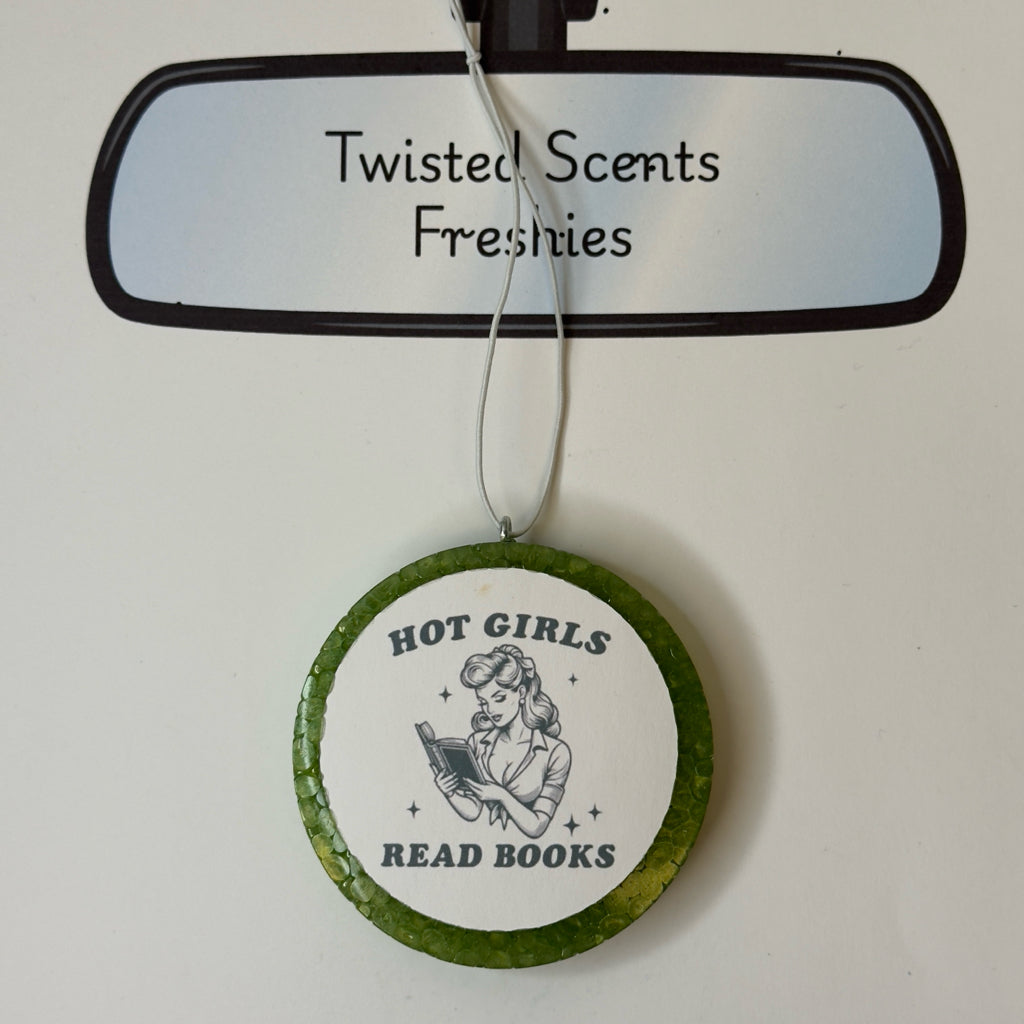 Twisted Scents
Freshies
HOT GIRLS
READ BOOKS